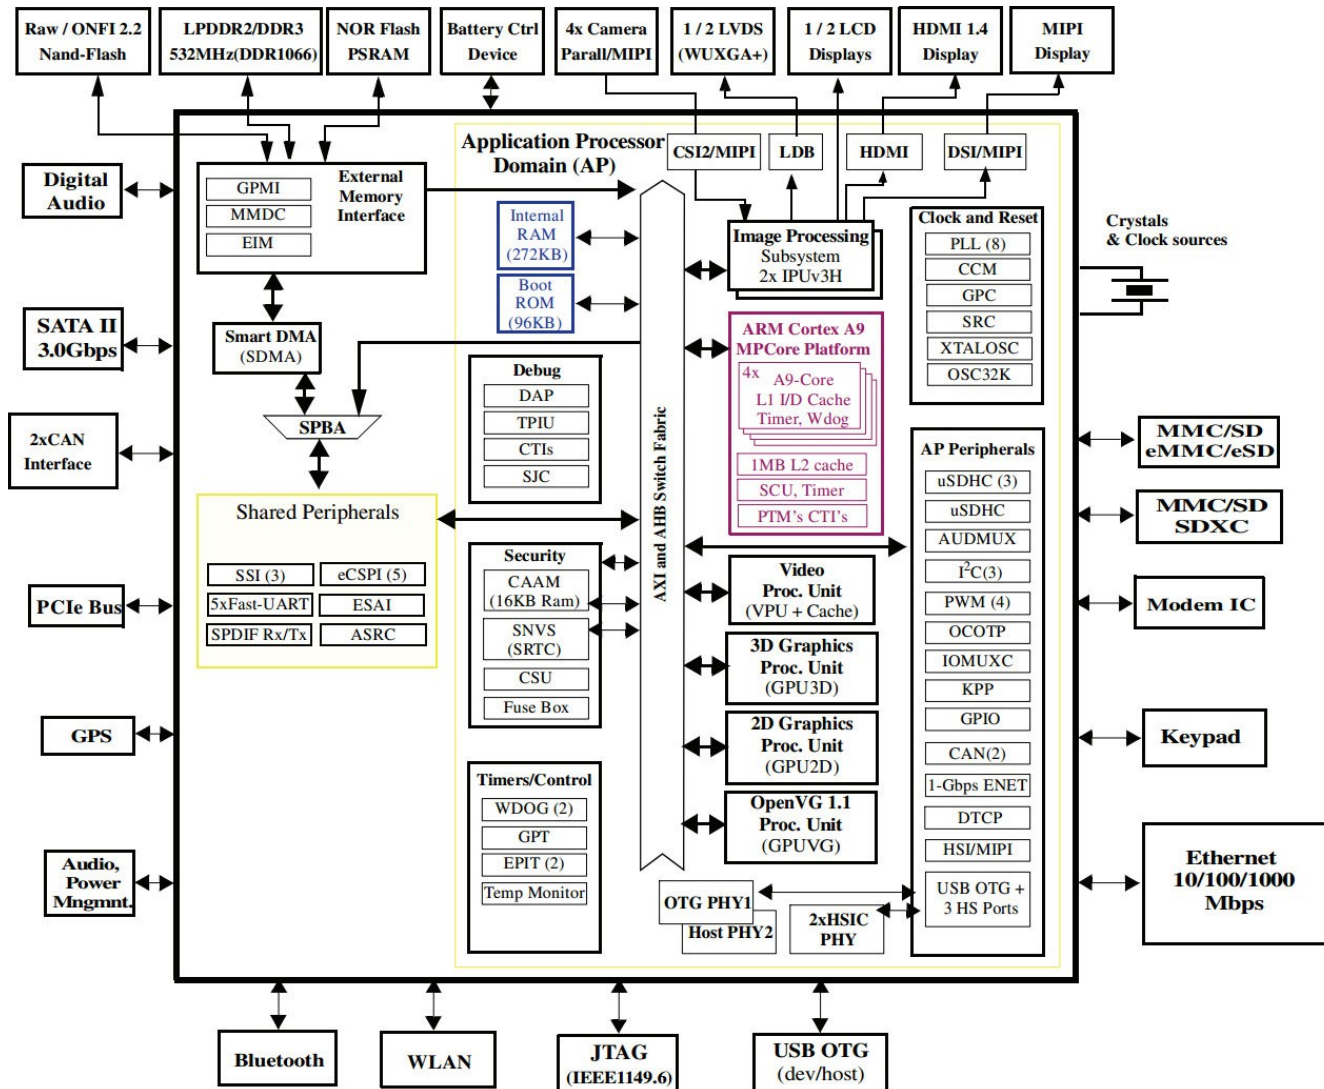 Raw / ONFI 2.2
Nand-Flash
LPDDR2/DDR3
532MHz(DDR1066)
NOR Flash
PSRAM
Battery Ctrl
Device
4x Camera
Parall/MIPI
1 / 2 LVDS
(WUXGA+)
1 / 2 LCD
Displays
HDMI 1.4
Display
MIPI
Display
Digital
Audio
SATA II
3.0Gbps
2xCAN
Interface
PCIe Bus
GPS
Audio,
Power
Mngmnt.
External
Memory
Interface
GPMI
MMDC
EIM
Smart DMA
(SDMA)
SPBA
Shared Peripherals
SSI (3)
eCSPI (5)
5xFast-UART
ESAI
SPDIF Rx/Tx
ASRC
Application Processor
Domain (AP)
Internal
RAM
(272KB)
Boot
ROM
(96KB)
Debug
DAP
TPIU
CTIs
SJC
Security
CAAM
(16KB Ram)
SNVS
(SRTC)
CSU
Fuse Box
Timers/Control
WDOG (2)
GPT
EPIT (2)
Temp Monitor
AXI and AHB Switch Fabric
CSI2/MIPI
LDB
HDMI
DSI/MIPI
Image Processing
Subsystem
2x IPUv3H
ARM Cortex A9
MPCore Platform
4x
A9-Core
L1 I/D Cache
Timer, Wdog
1MB L2 cache
SCU, Timer
PTM's CTI's
Video
Proc. Unit
(VPU + Cache)
3D Graphics
Proc. Unit
(GPU3D)
2D Graphics
Proc. Unit
(GPU2D)
OpenVG 1.1
Proc. Unit
(GPUVG)
OTG PHY1
Host PHY2
2xHSIC
PHY
Clock and Reset
PLL (8)
CCM
GPC
SRC
XTALOSC
OSC32K
AP Peripherals
uSDHC (3)
uSDHC
AUDMUX
I²C(3)
PWM (4)
OCOTP
IOMUXC
KPP
GPIO
CAN(2)
1-Gbps ENET
DTCP
HSI/MIPI
USB OTG +
3 HS Ports
Crystals
& Clock sources
MMC/SD
eMMC/eSD
MMC/SD
SDXC
Modem IC
Keypad
Ethernet
10/100/1000
Mbps
Bluetooth
WLAN
JTAG
(IEEE1149.6)
USB OTG
(dev/host)